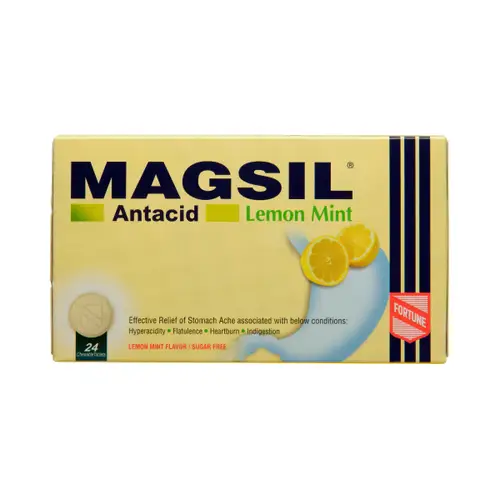 MAGSIL®
Antacid Lemon Mint
Effective Relief of Stomach Ache associated with below conditions:
Hyperacidity • Flatulence • Heartburn • Indigestion
LEMON MINT FLAVOR / SUGAR FREE
24
Chewable Tablets
FORTUNE